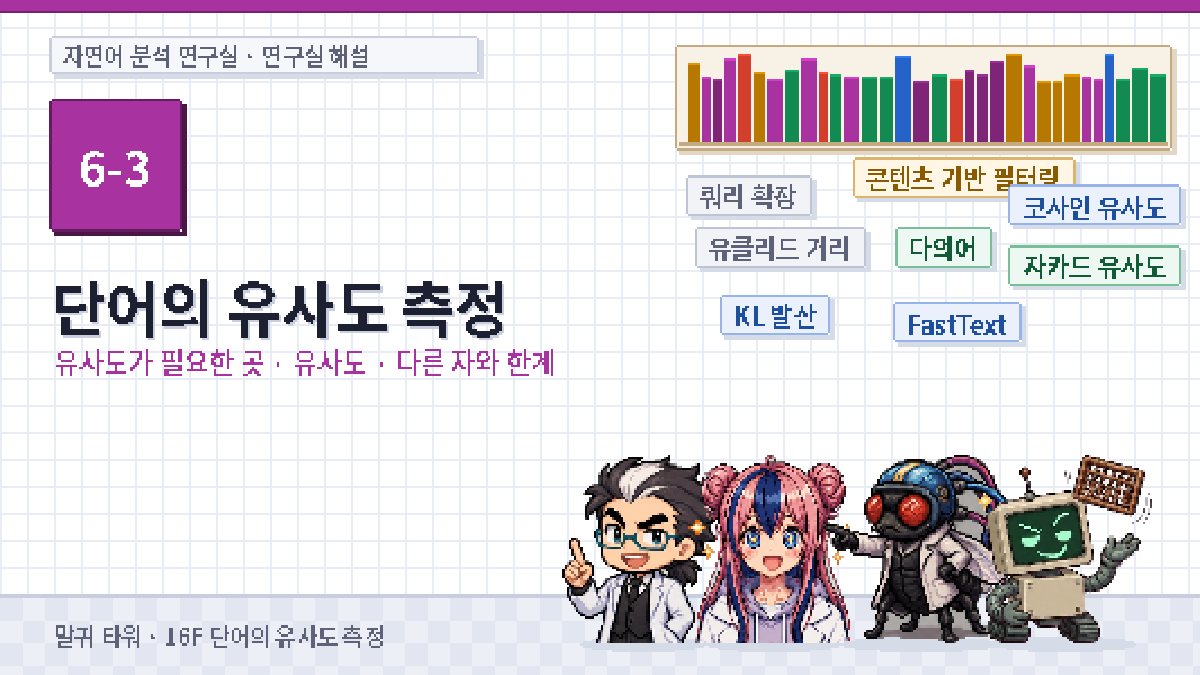 자연어 분석 연구실 · 연구실 해설
6-3
단어의 유사도 측정
유사도가 필요한 곳 · 유사도 · 다른 자와 한계
쿼리 확장
콘텐츠 기반 필터링
코사인 유사도
유클리드 거리
다의어
자카드 유사도
KL 발산
FastText
말귀 타워 · 16F 단어의 유사도 측정